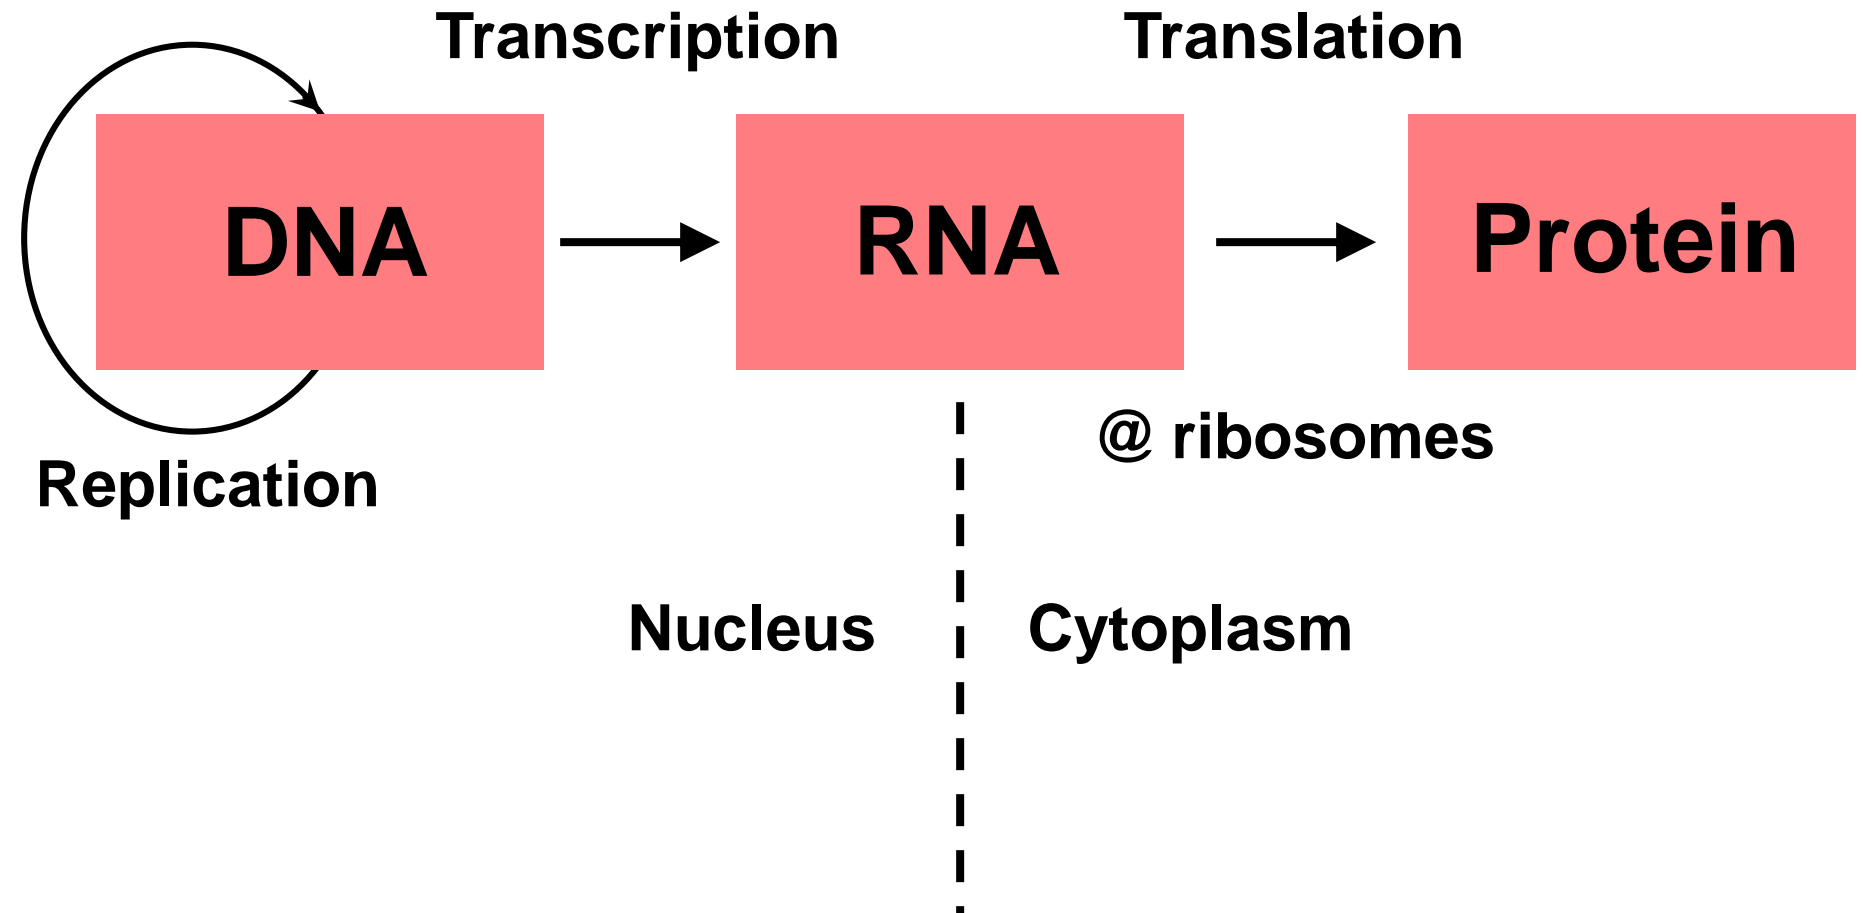 Transcription
Translation
DNA
RNA
Protein
@ ribosomes
Replication
Nucleus
Cytoplasm